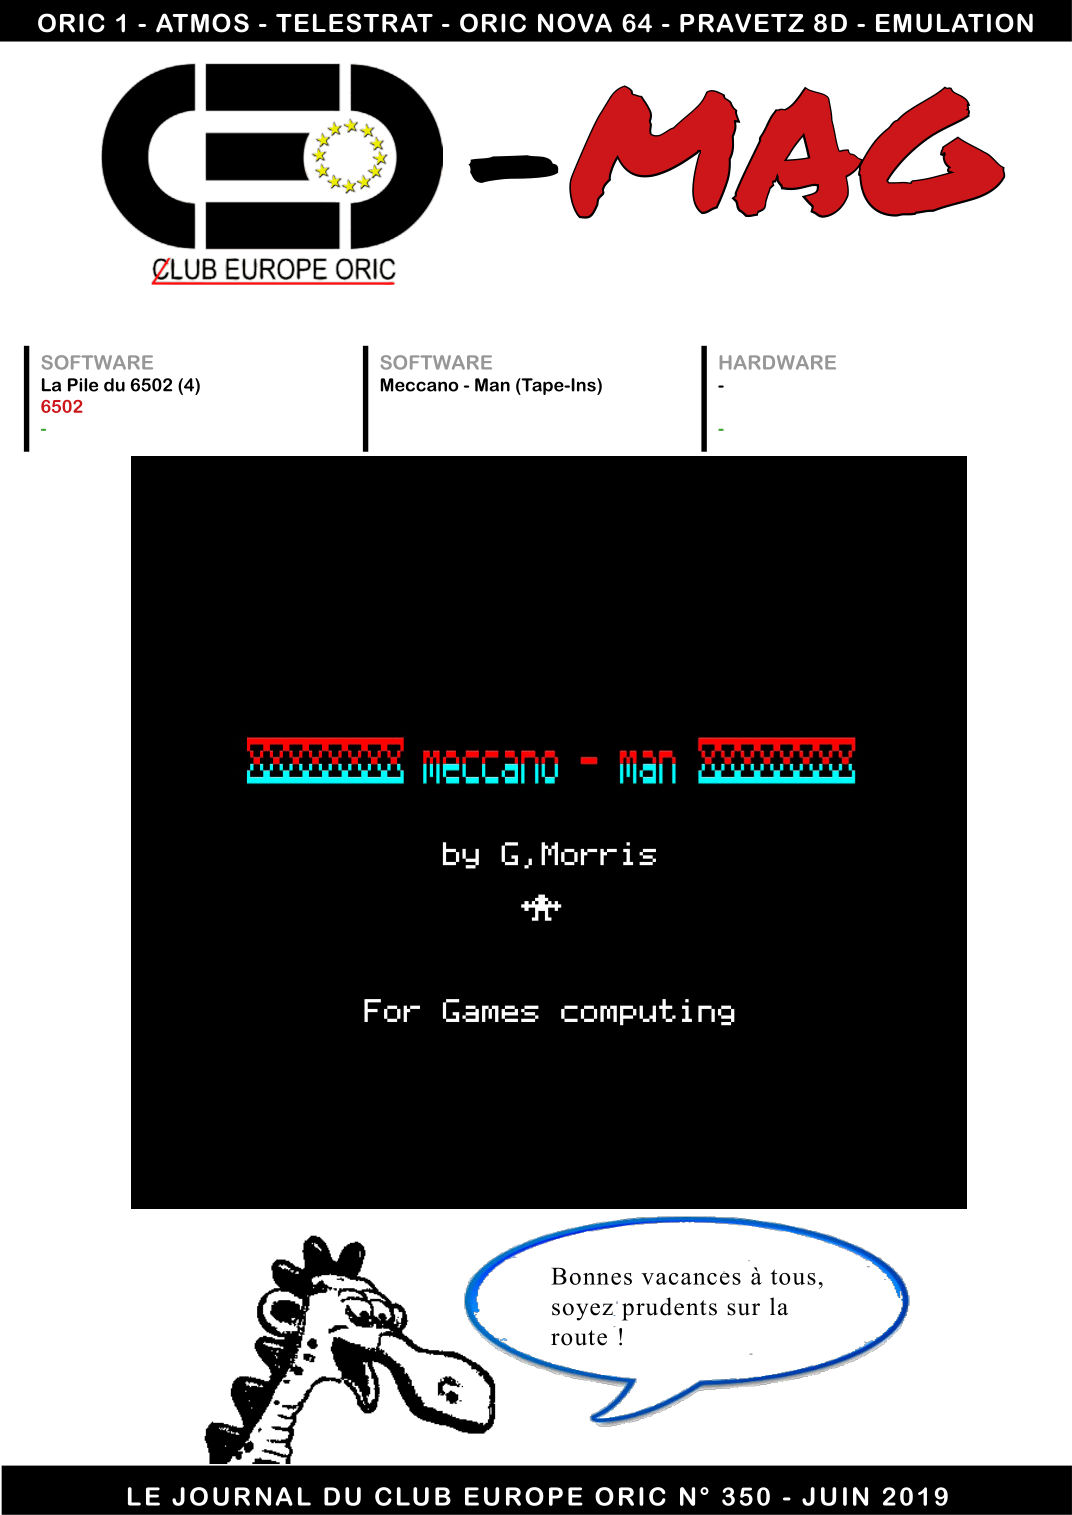 ORIC 1 - ATMOS - TELESTRAT - ORIC NOVA 64 - PRAVETZ 8D - EMULATION
CEO
-MAG
CLUB EUROPE ORIC
SOFTWARE
La Pile du 6502 (4)
6502
-
SOFTWARE
Meccano - Man (Tape-Ins)
HARDWARE
-
-
meccano - man
by G,Morris
For Games computing
Bonnes vacances à tous,
soyez prudents sur la
route !
LE JOURNAL DU CLUB EUROPE ORIC N° 350 - JUIN 2019